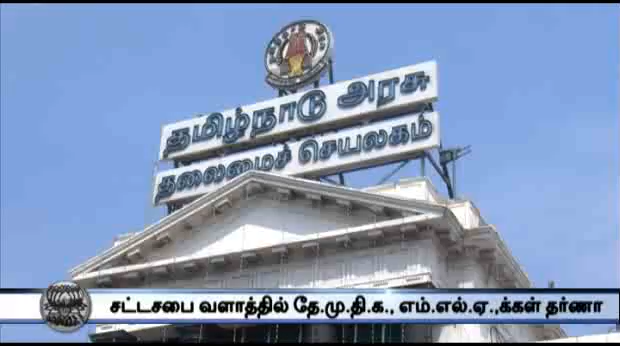 தமிழ்நாடு அரசு
தலைமைச் செயலகம்
சட்டசபை வளாத்தில் தே.மு.தி.க., எம்.எல்.ஏ.,க்கள் தர்ணா